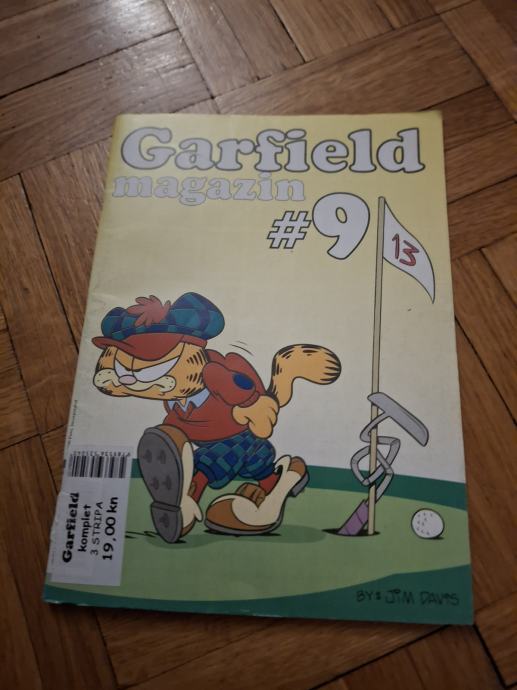 Garfield
magazin
#9
13
Garfield
komplet
3 STRIPA
19,00 kn
BY: JIM DAVIS